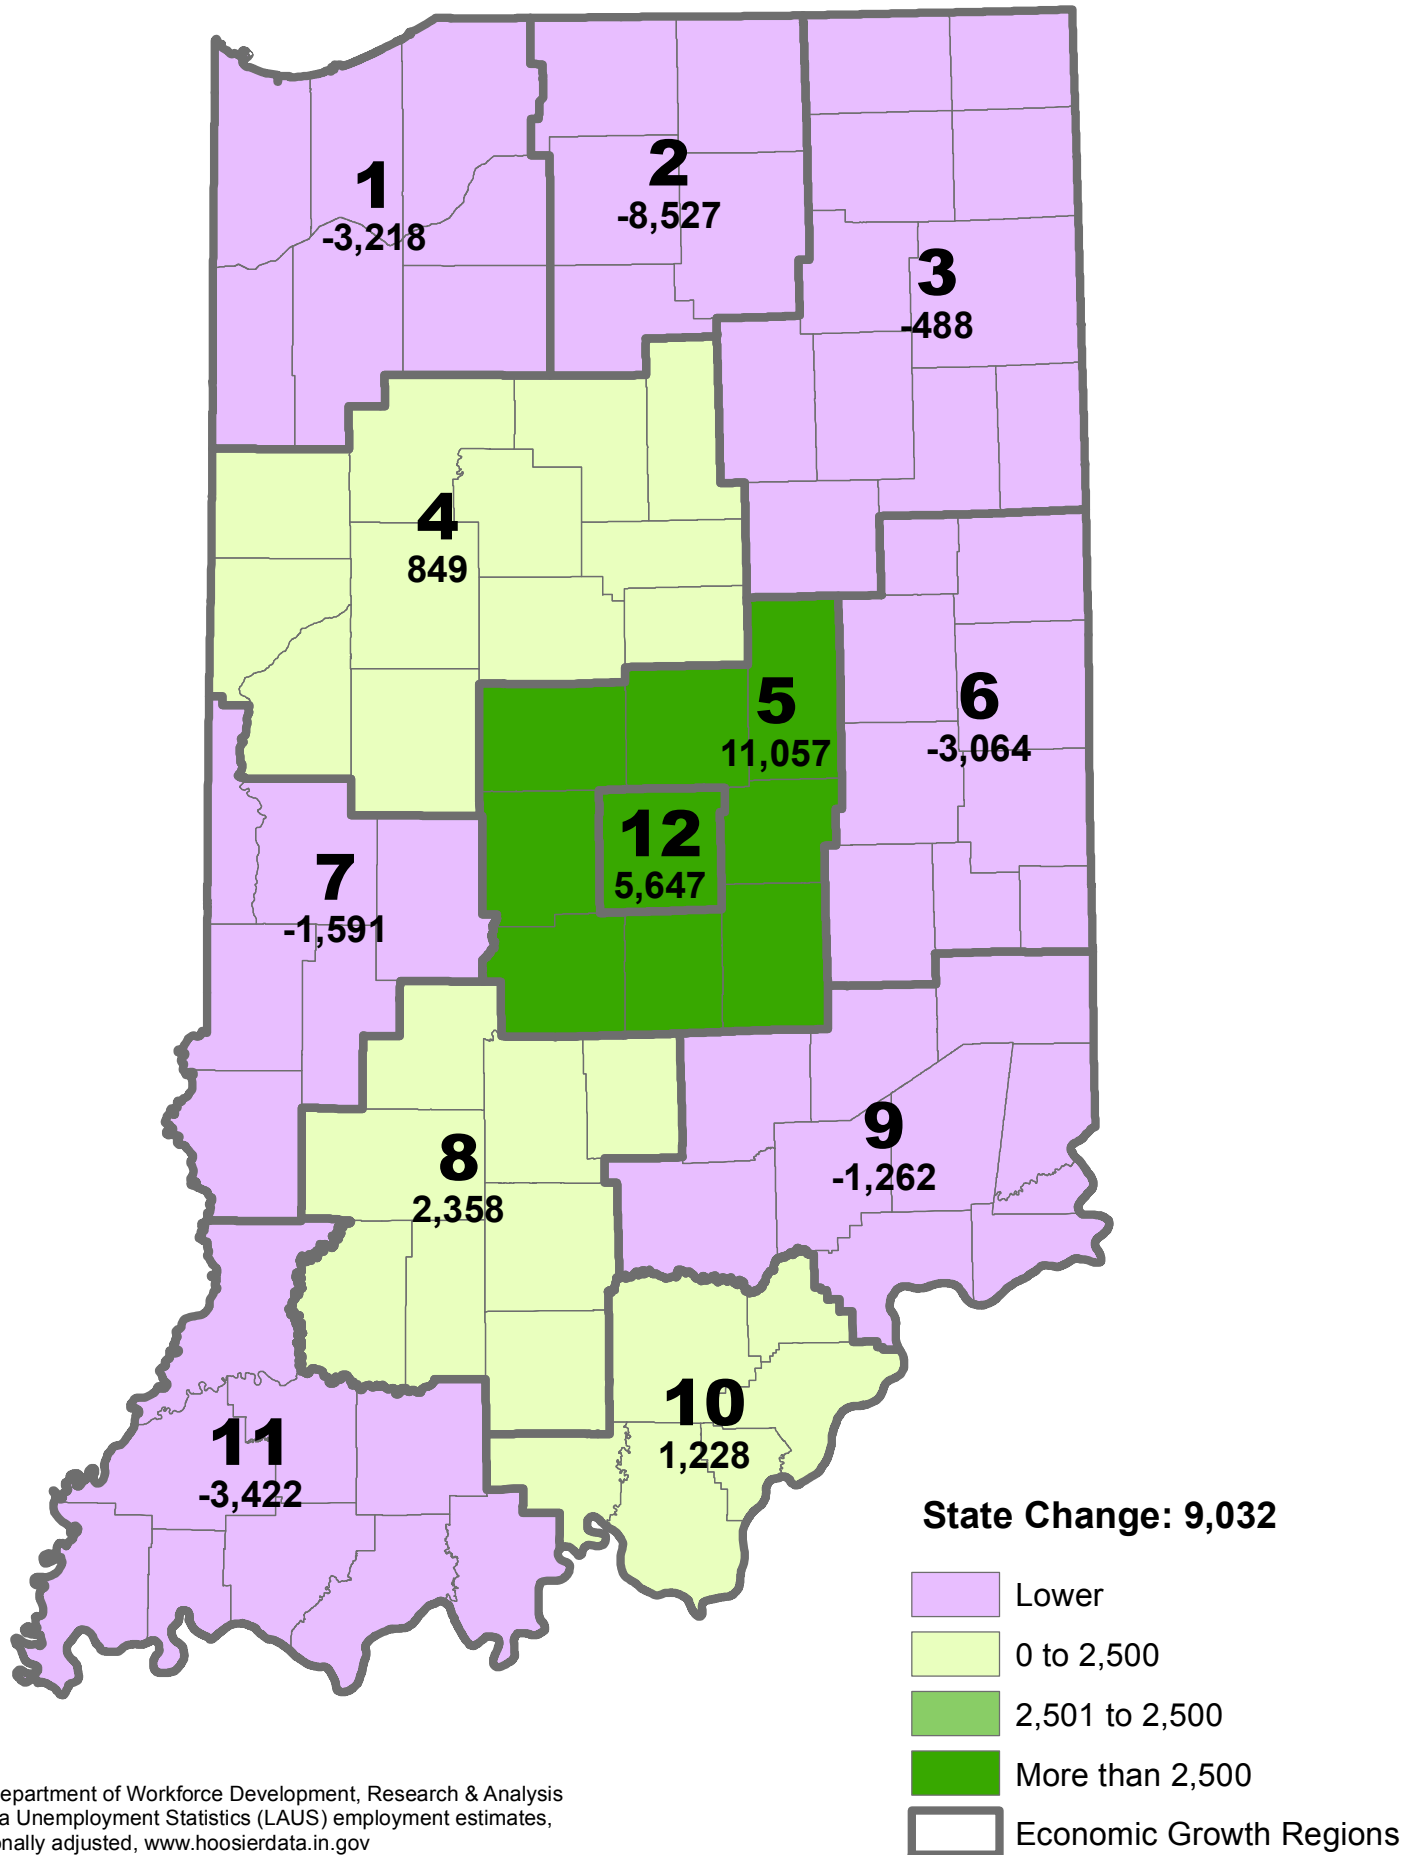 1
-3,218
2
-8,527
3
-488
4
849
5
11,057
6
-3,064
12
5,647
7
-1,591
8
2,358
9
-1,262
10
1,228
11
-3,422
State Change: 9,032
Lower
0 to 2,500
2,501 to 2,500
More than 2,500
Economic Growth Regions
epartment of Workforce Development, Research & Analysis
a Unemployment Statistics (LAUS) employment estimates,
onally adjusted, www.hoosierdata.in.gov